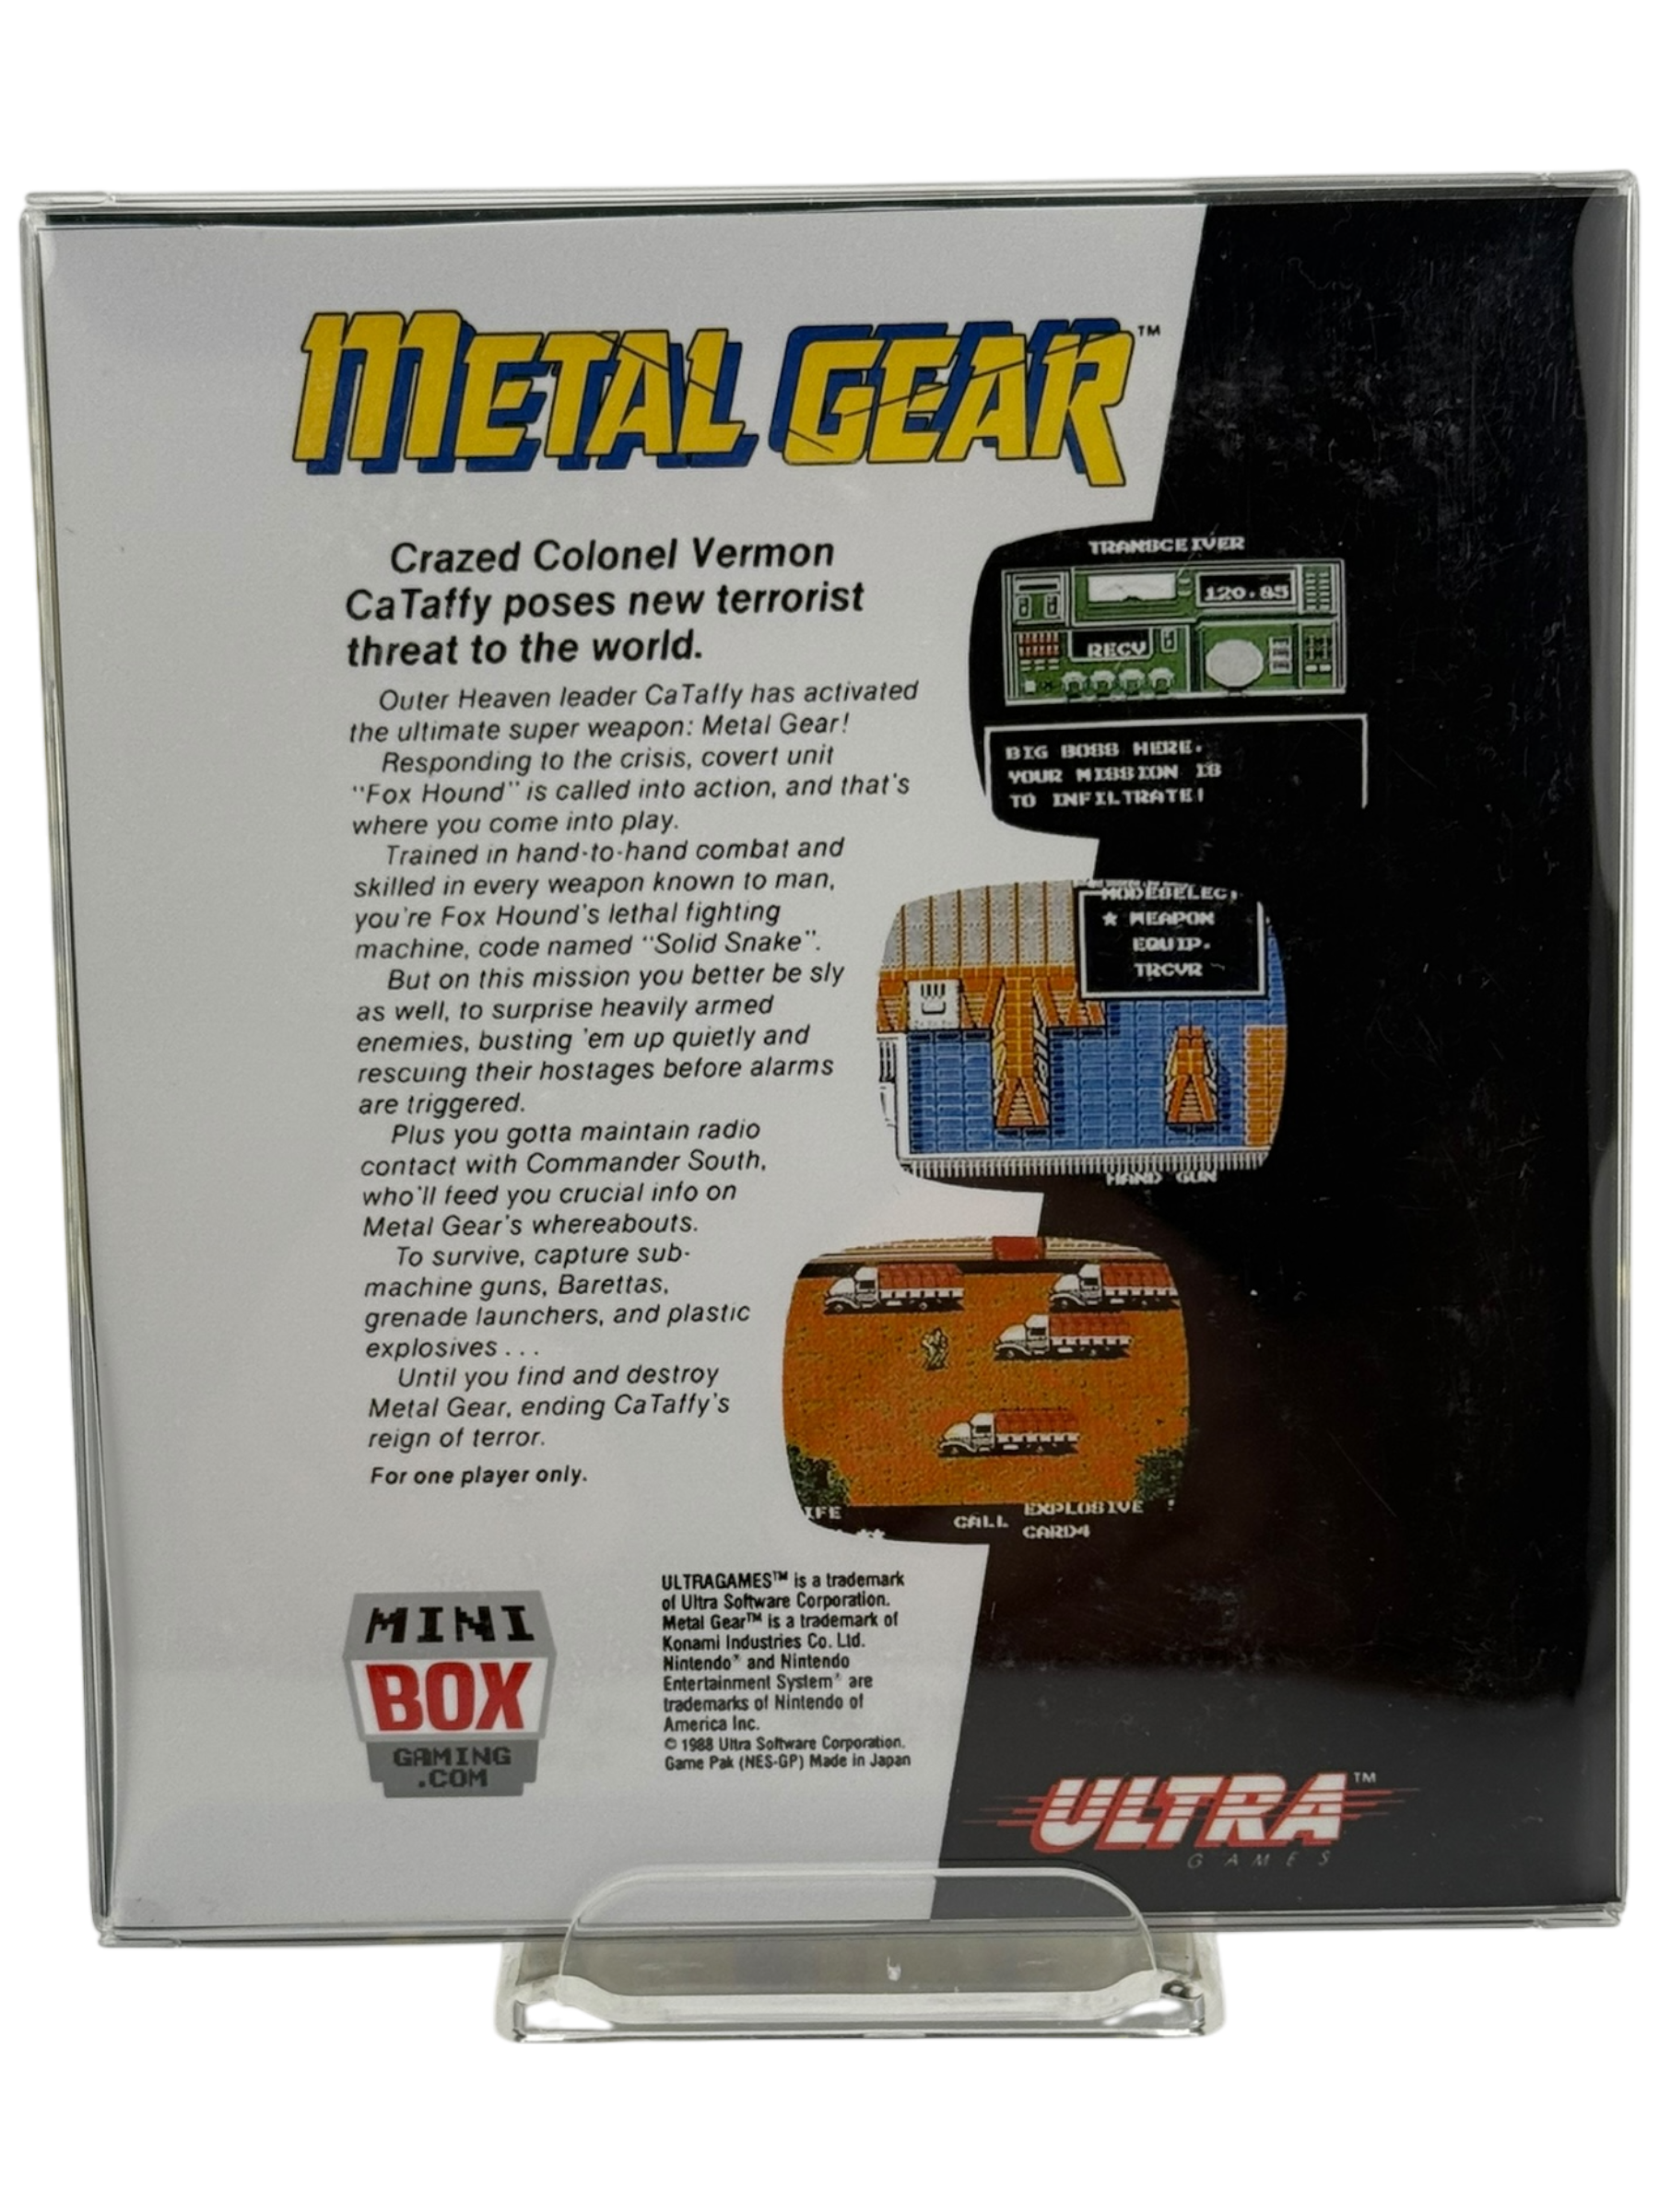 METAL GEAR™
Crazed Colonel Vermon
CaTaffy poses new terrorist
threat to the world.
Outer Heaven leader CaTaffy has activated
the ultimate super weapon: Metal Gear!
Responding to the crisis, covert unit
"Fox Hound" is called into action, and that's
where you come into play.
Trained in hand-to-hand combat and
skilled in every weapon known to man,
you're Fox Hound's lethal fighting
machine, code named "Solid Snake".
But on this mission you better be sly
as well, to surprise heavily armed
enemies, busting 'em up quietly and
rescuing their hostages before alarms
are triggered.
Plus you gotta maintain radio
contact with Commander South,
who'll feed you crucial info on
Metal Gear's whereabouts.
To survive, capture sub-
machine guns, Barettas,
grenade launchers, and plastic
explosives . . .
Until you find and destroy
Metal Gear, ending CaTaffy's
reign of terror.
For one player only.
TRANSCEIVER
120.85
RECV
BIG BOSS HERE.
YOUR MISSION IS
TO INFILTRATE!
MODESELECT
★ WEAPON
EQUIP.
TRCVR
HAND GUN
IFE
CALL
EXPLOSIVE
CARD4
MINI
BOX
GAMING
.COM
ULTRAGAMES™ is a trademark
of Ultra Software Corporation.
Metal Gear™ is a trademark of
Konami Industries Co. Ltd.
Nintendo® and Nintendo
Entertainment System® are
trademarks of Nintendo of
America Inc.
© 1988 Ultra Software Corporation.
Game Pak (NES-GP) Made in Japan
ULTRA™
GAMES